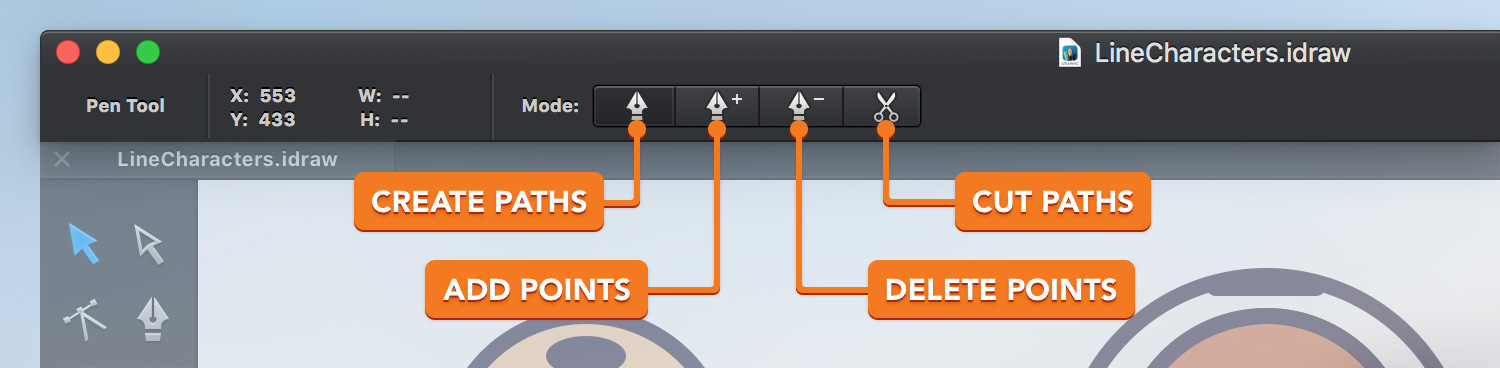 LineCharacters.idraw
Pen Tool
X: 553
W: --
Y: 433
H: --
Mode:
LineCharacters.idraw
CREATE PATHS
CUT PATHS
ADD POINTS
DELETE POINTS